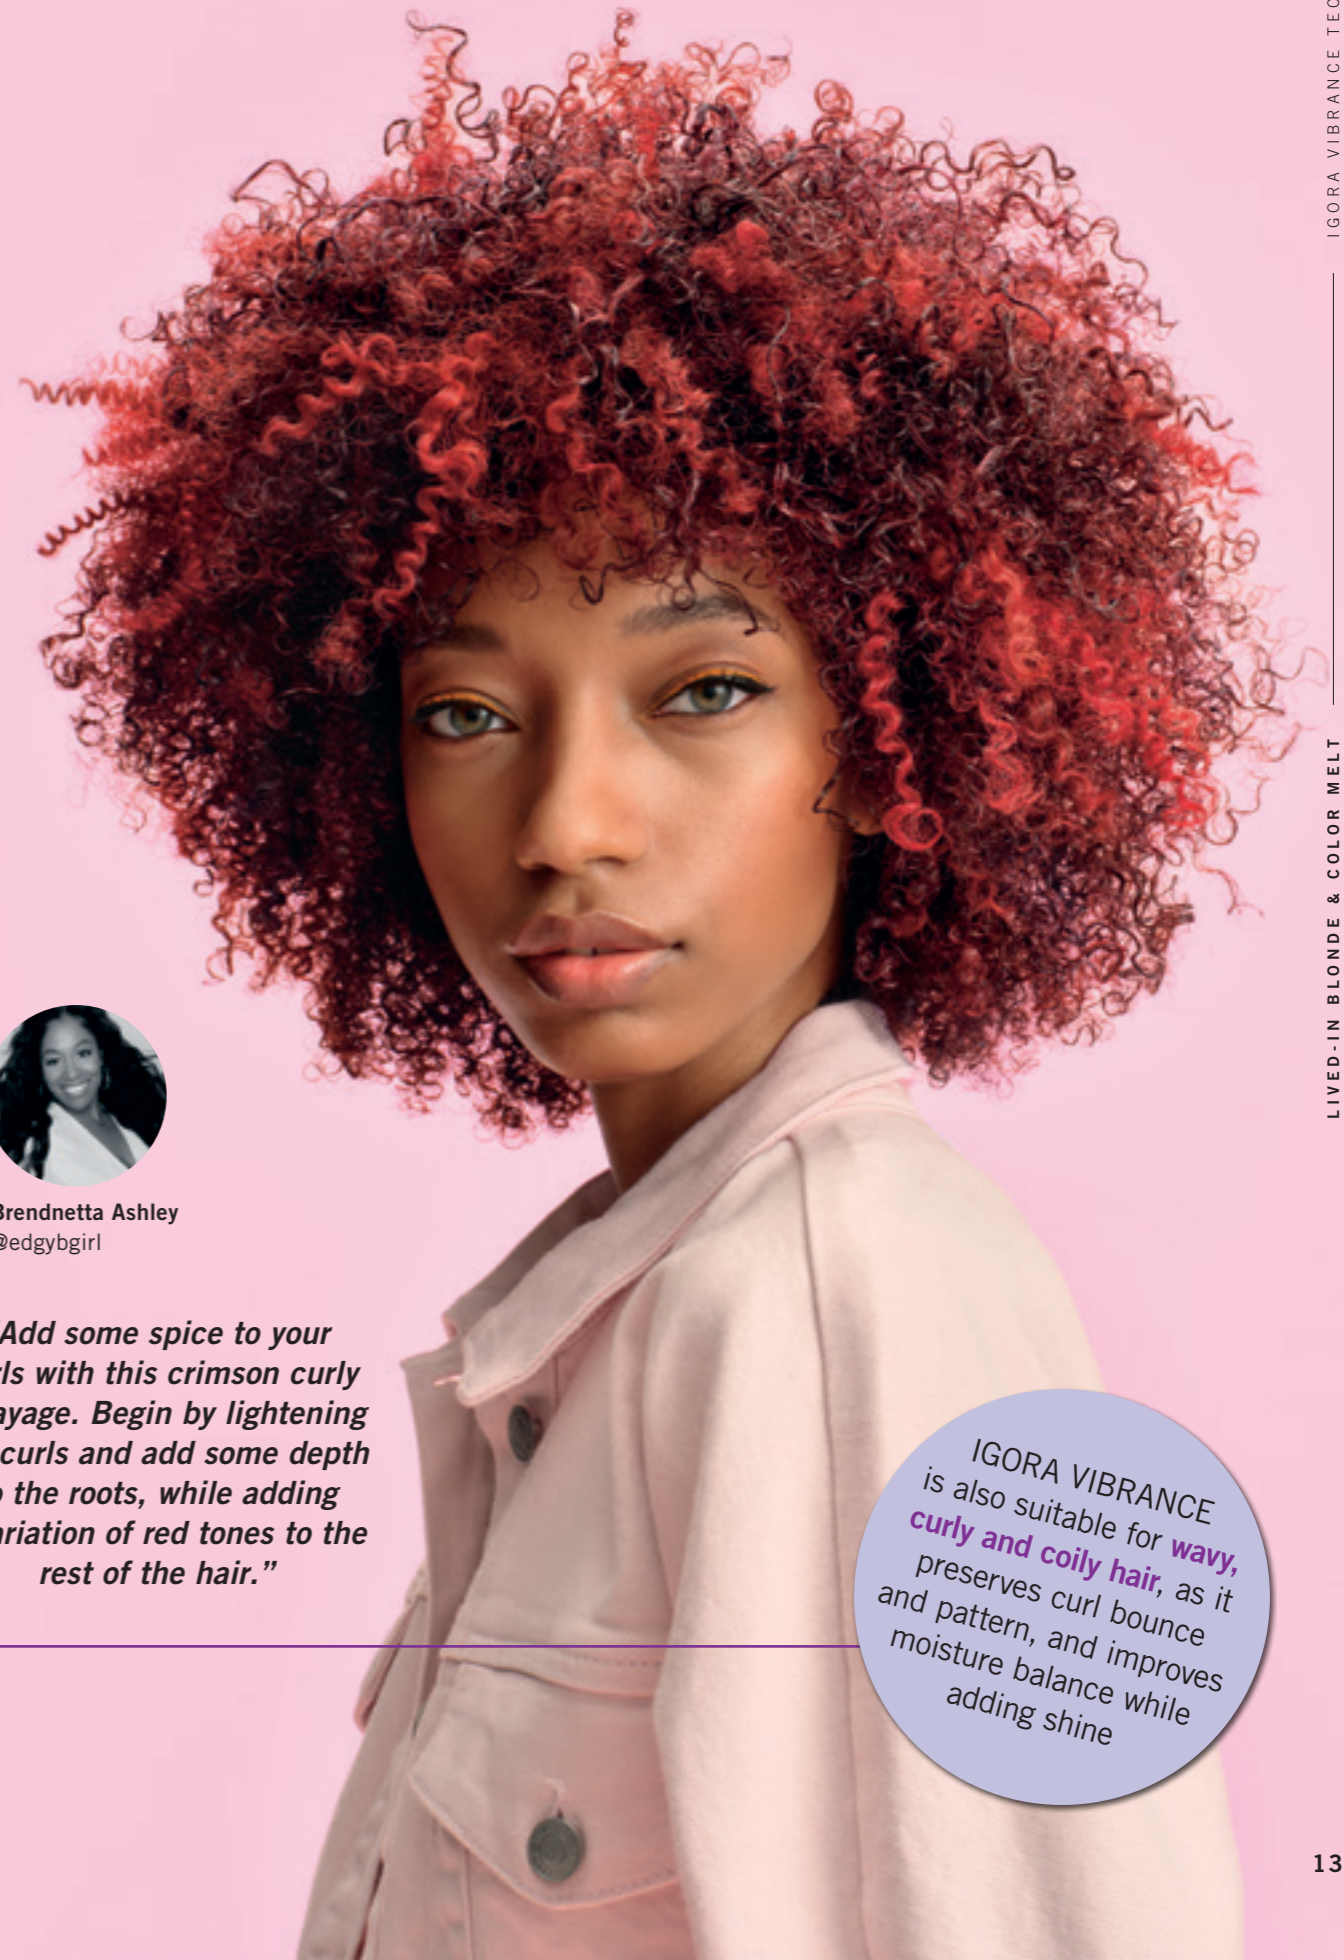 IGORA VIBRANCE
LIVED-IN BLONDE & COLOR MELT
Ashley
@edgybgirl
Add some spice to your
with this crimson curly
Begin by lightening
curls and add some depth
the roots, while adding
of red tones to the
rest of the hair.”
IGORA VIBRANCE
is also suitable for wavy,
curly and coily hair, as it
preserves curl bounce
and pattern, and improves
moisture balance while
adding shine
13